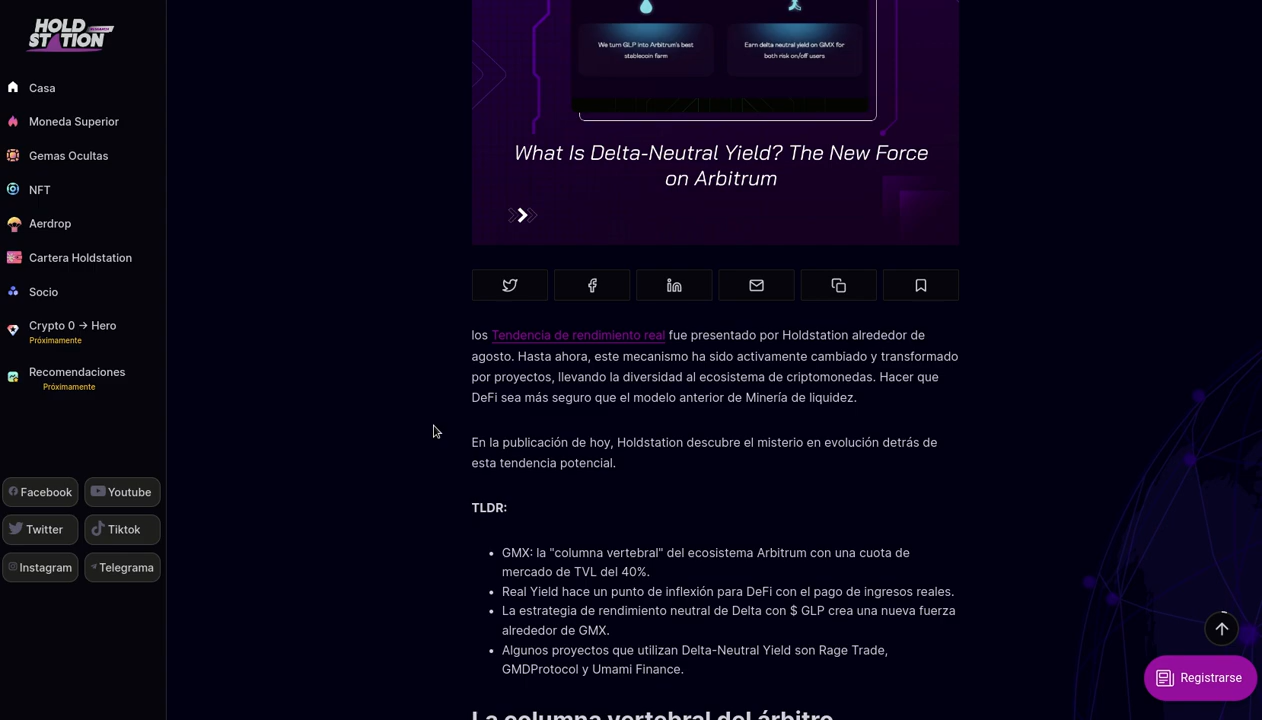 HOLD
STATION
Casa
Moneda Superior
Gemas Ocultas
NFT
Aerdrop
Cartera Holdstation
Socio
Crypto 0 → Hero
Próximamente
Recomendaciones
Próximamente
Facebook
Youtube
Twitter
Tiktok
Instagram
Telegrama
We turn GLP into Arbitrum's best
stablecoin farm
Earn delta neutral yield on GMX for
both risk on/off users
What Is Delta-Neutral Yield? The New Force
on Arbitrum
los Tendencia de rendimiento real fue presentado por Holdstation alrededor de
agosto. Hasta ahora, este mecanismo ha sido activamente cambiado y transformado
por proyectos, llevando la diversidad al ecosistema de criptomonedas. Hacer que
DeFi sea más seguro que el modelo anterior de Minería de liquidez.
En la publicación de hoy, Holdstation descubre el misterio en evolución detrás de
esta tendencia potencial.
TLDR:
• GMX: la "columna vertebral" del ecosistema Arbitrum con una cuota de
mercado de TVL del 40%.
• Real Yield hace un punto de inflexión para DeFi con el pago de ingresos reales.
• La estrategia de rendimiento neutral de Delta con $ GLP crea una nueva fuerza
alrededor de GMX.
• Algunos proyectos que utilizan Delta-Neutral Yield son Rage Trade,
GMDProtocol y Umami Finance.
La columna vertebral del árbitro
Registrarse